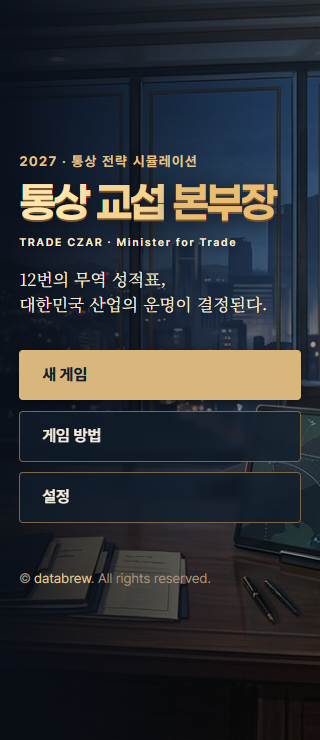 2027 · 통상 전략 시뮬레이션
통상 교섭 본부장
TRADE CZAR · Minister for Trade
12번의 무역 성적표,
대한민국 산업의 운명이 결정된다.
새 게임
게임 방법
설정
© databrew. All rights reserved.